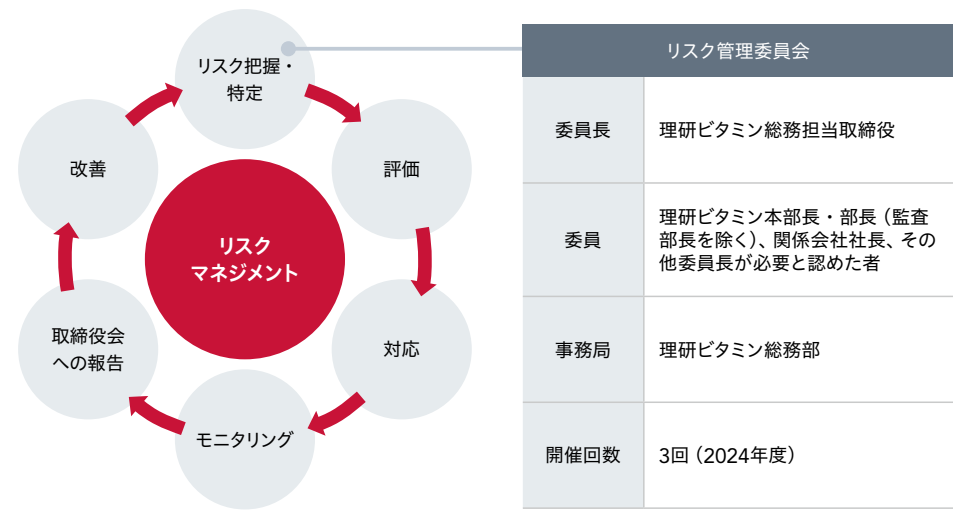 リスク把握・
特定
評価
対応
モニタリング
取締役会
への報告
改善
リスク
マネジメント
リスク管理委員会
委員長
理研ビタミン総務担当取締役
委員
理研ビタミン本部長・部長（監査
部長を除く）、関係会社社長、その
他委員長が必要と認めた者
事務局
理研ビタミン総務部
開催回数
3回（2024年度）